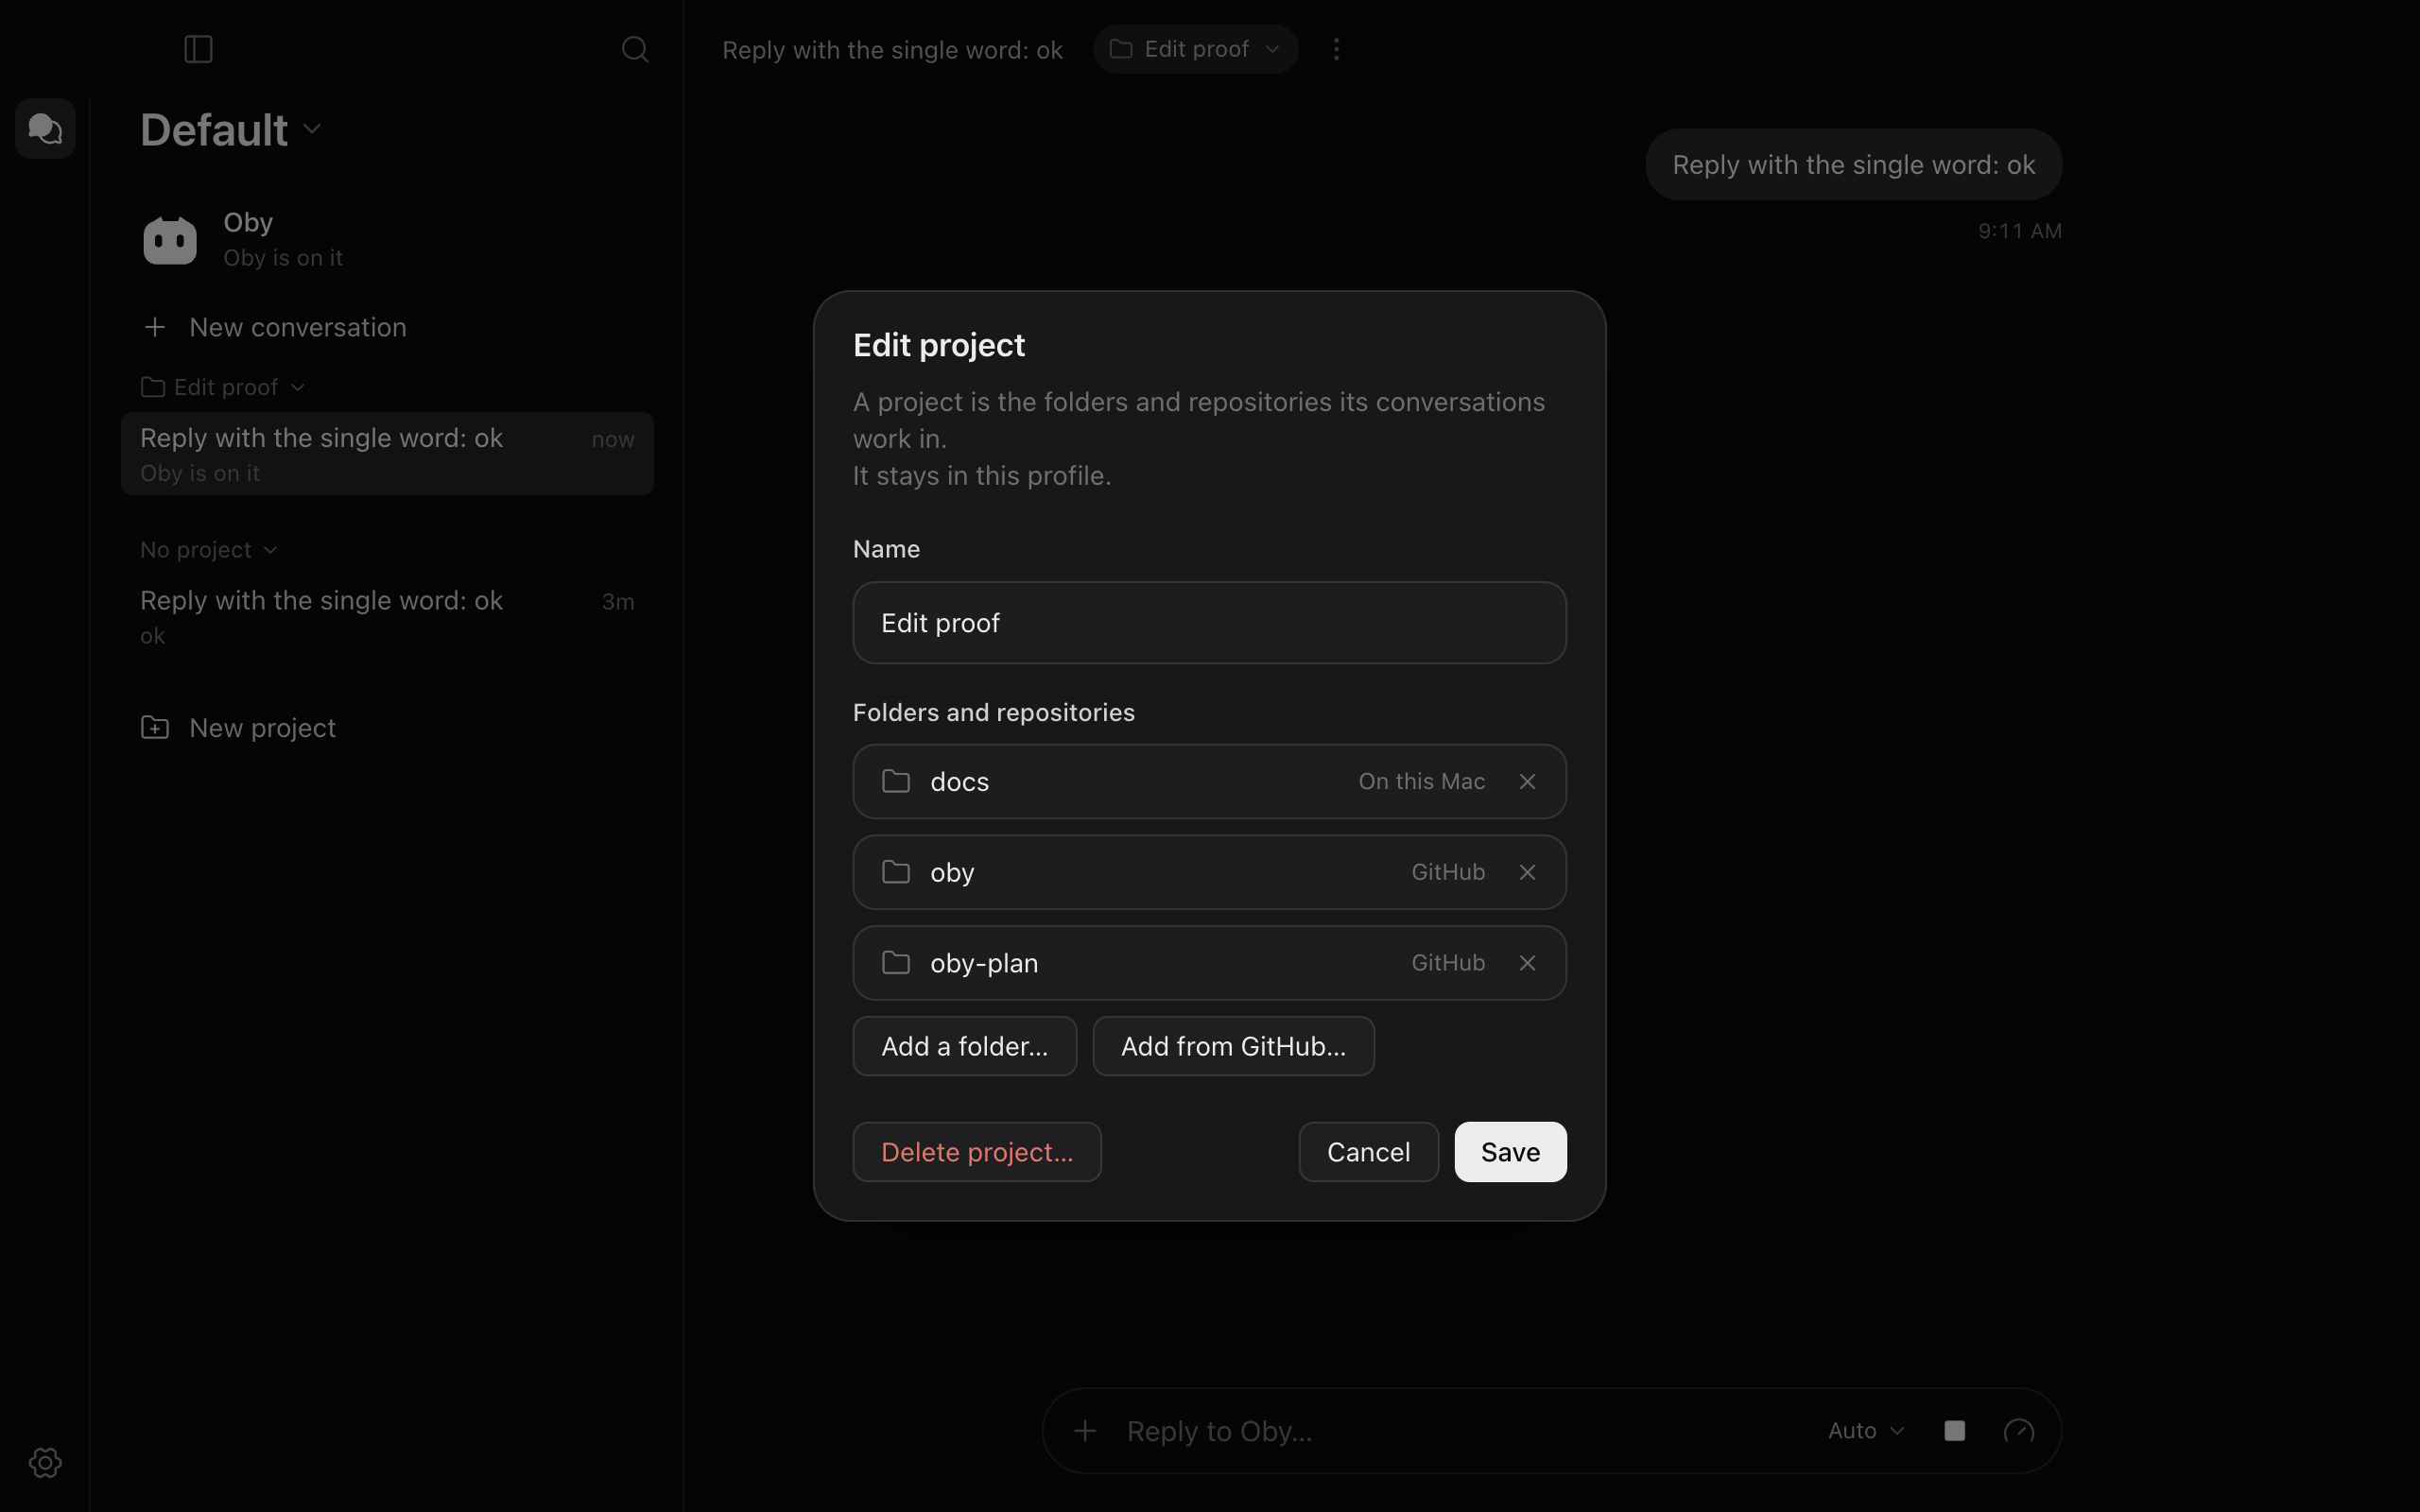 Reply with the single word: ok
Edit proof
Default
Reply with the single word: ok
9:11 AM
Oby
Oby is on it
New conversation
Edit proof
Reply with the single word: ok
now
Oby is on it
No project
Reply with the single word: ok
3m
ok
New project
Edit project
A project is the folders and repositories its conversations
work in.
It stays in this profile.
Name
Edit proof
Folders and repositories
docs
On this Mac
oby
GitHub
oby-plan
GitHub
Add a folder...
Add from GitHub...
Delete project...
Cancel
Save
Reply to Oby...
Auto